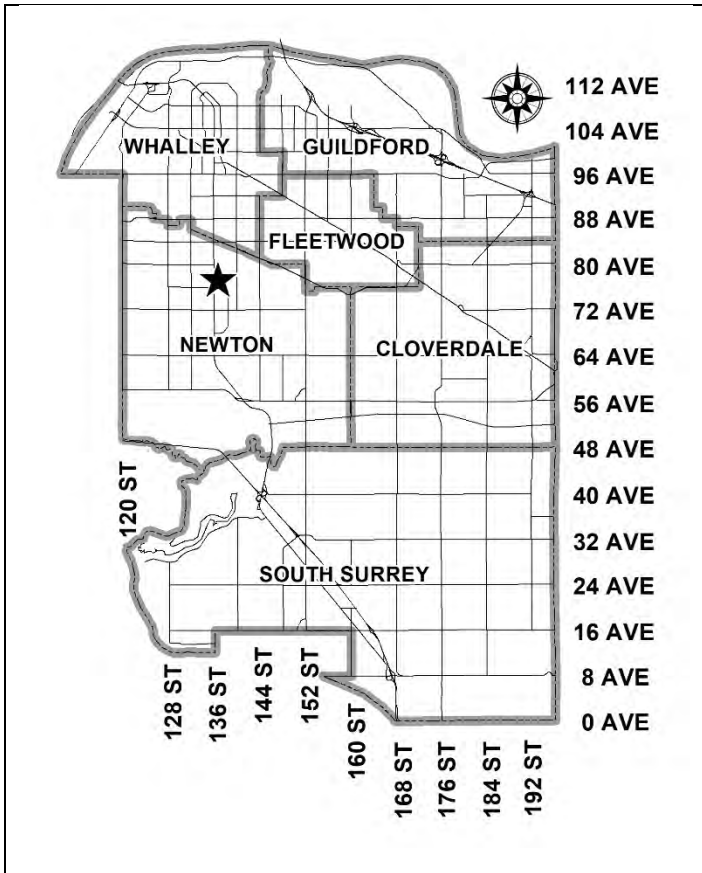 112 AVE
104 AVE
WHALLEY
GUILDFORD
96 AVE
88 AVE
FLEETWOOD
80 AVE
72 AVE
NEWTON
CLOVERDALE
64 AVE
56 AVE
48 AVE
120 ST
40 AVE
32 AVE
SOUTH SURREY
24 AVE
16 AVE
128 ST
136 ST
144 ST
152 ST
8 AVE
160 ST
0 AVE
168 ST
176 ST
184 ST
192 ST